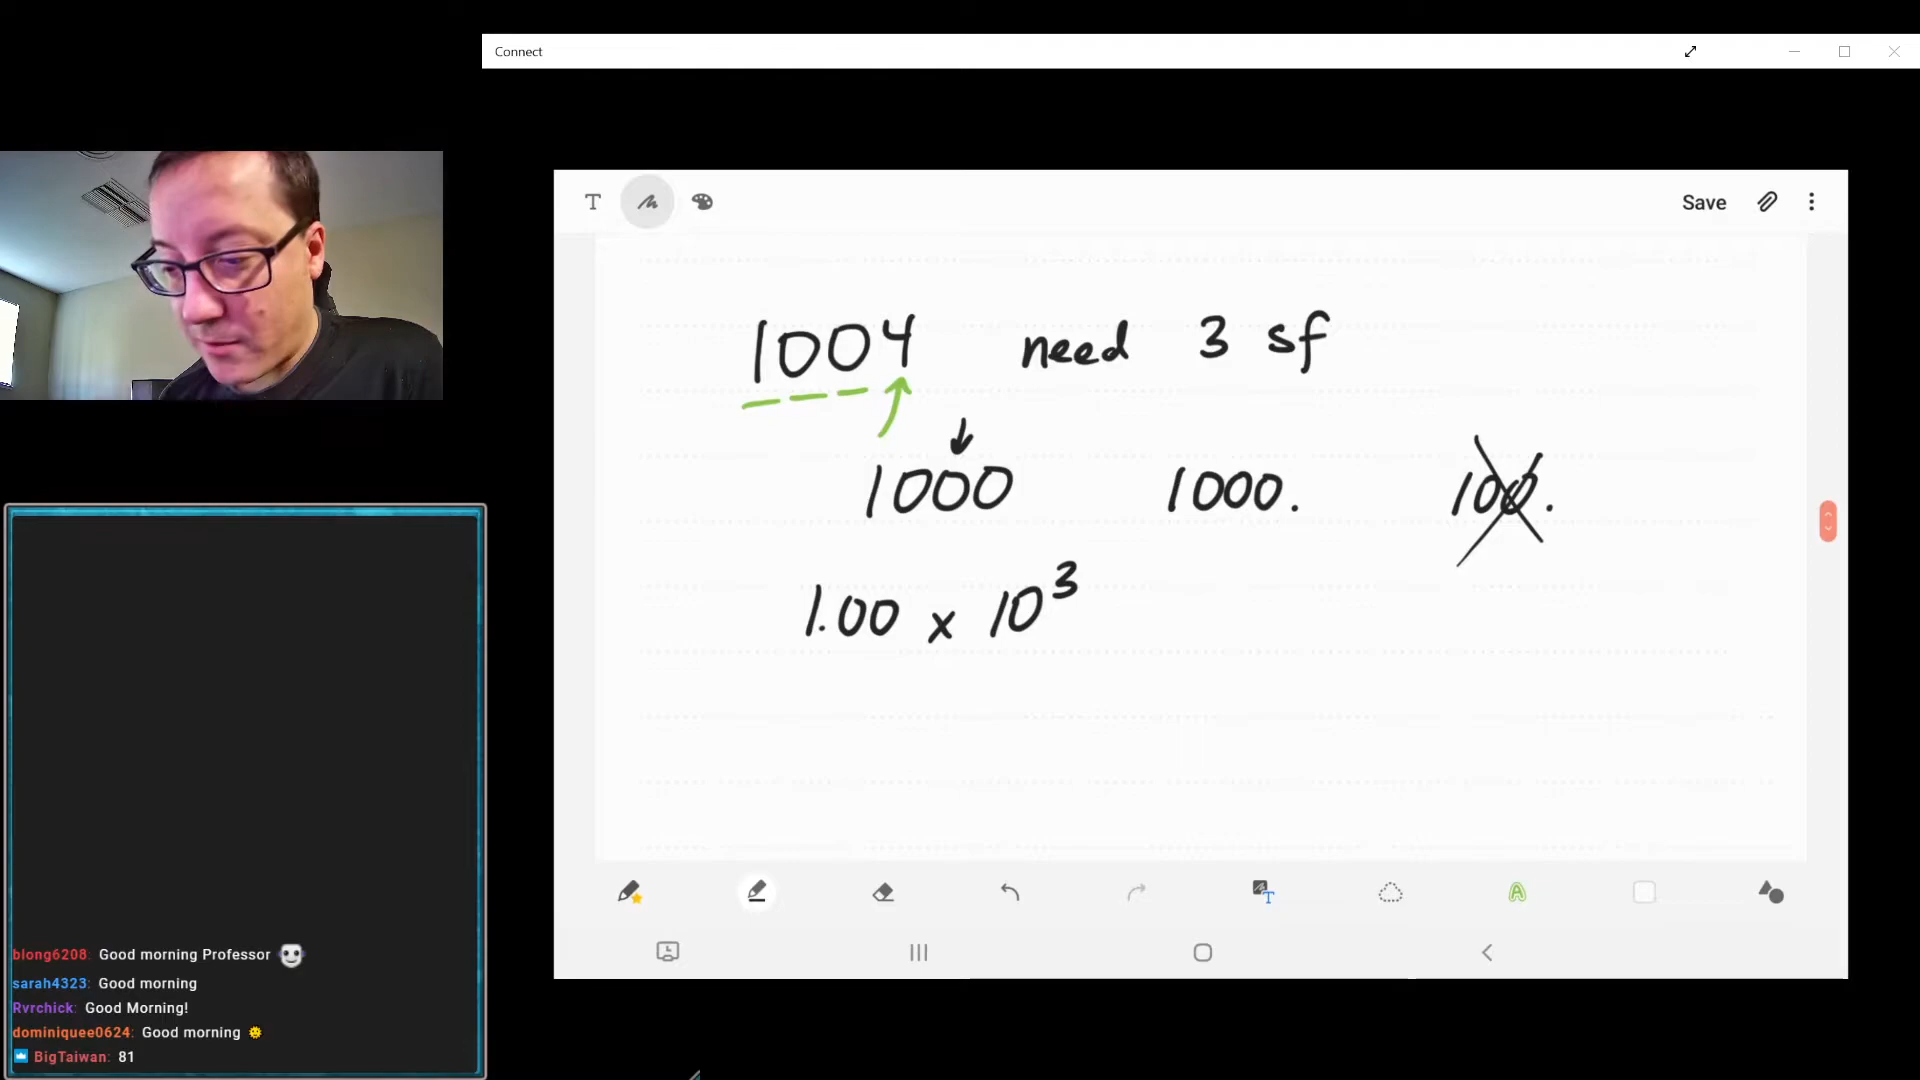 Connect
T
Save
1004 need 3 sf
1000 1000. 100.
1.00 x 10³
T
A
blong6208: Good morning Professor
sarah4323: Good morning
Rvrchick: Good Morning!
dominiquee0624: Good morning 🌞
BigTaiwan: 81